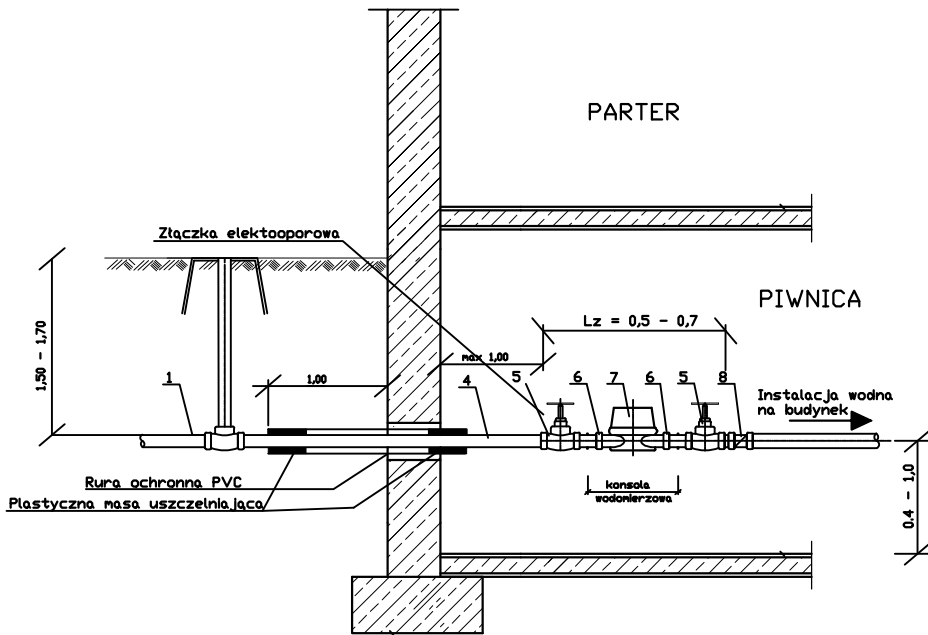 PARTER
Złączka elektooporowa
PIWNICA
1,50 - 1,70
Lz = 0,5 - 0,7
max 1,00
1
1,00
4
5
6
7
6
5
8
Instalacja wodna
na budynek
Rura ochronna PVC
Plastyczna masa uszczelniająca
konsola
wodomierzowa
0.4 - 1,0